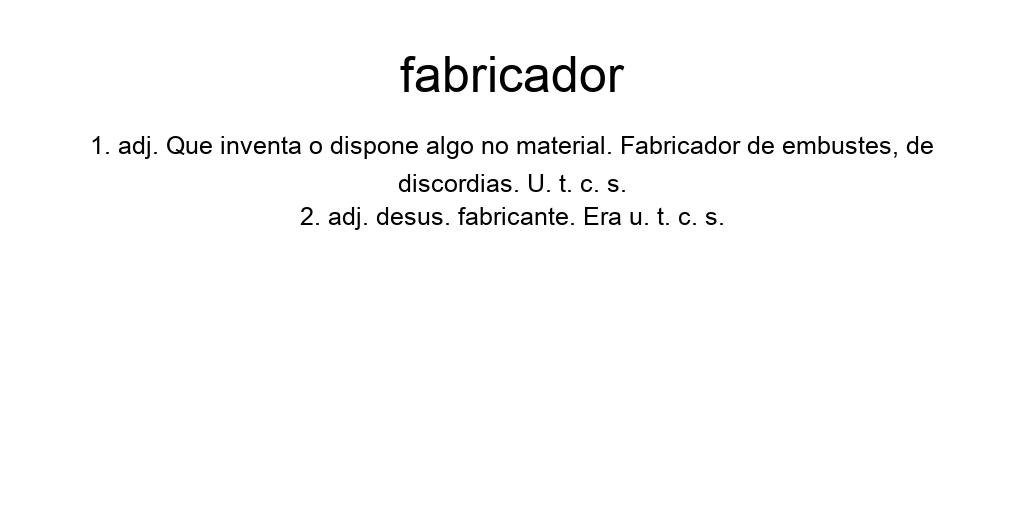 fabricador
1. adj. Que inventa o dispone algo no material. Fabricador de embustes, de
discordias. U. t. c. s.
2. adj. desus. fabricante. Era u. t. c. s.